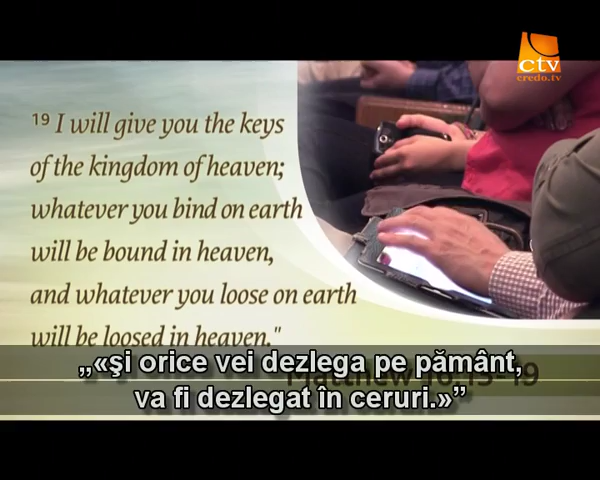 ctv
credo.tv
19 I will give you the keys
of the kingdom of heaven;
whatever you bind on earth
will be bound in heaven,
and whatever you loose on earth
will be loosed in heaven."
„«şi orice vei dezlega pe pământ,
va fi dezlegat în ceruri.»”